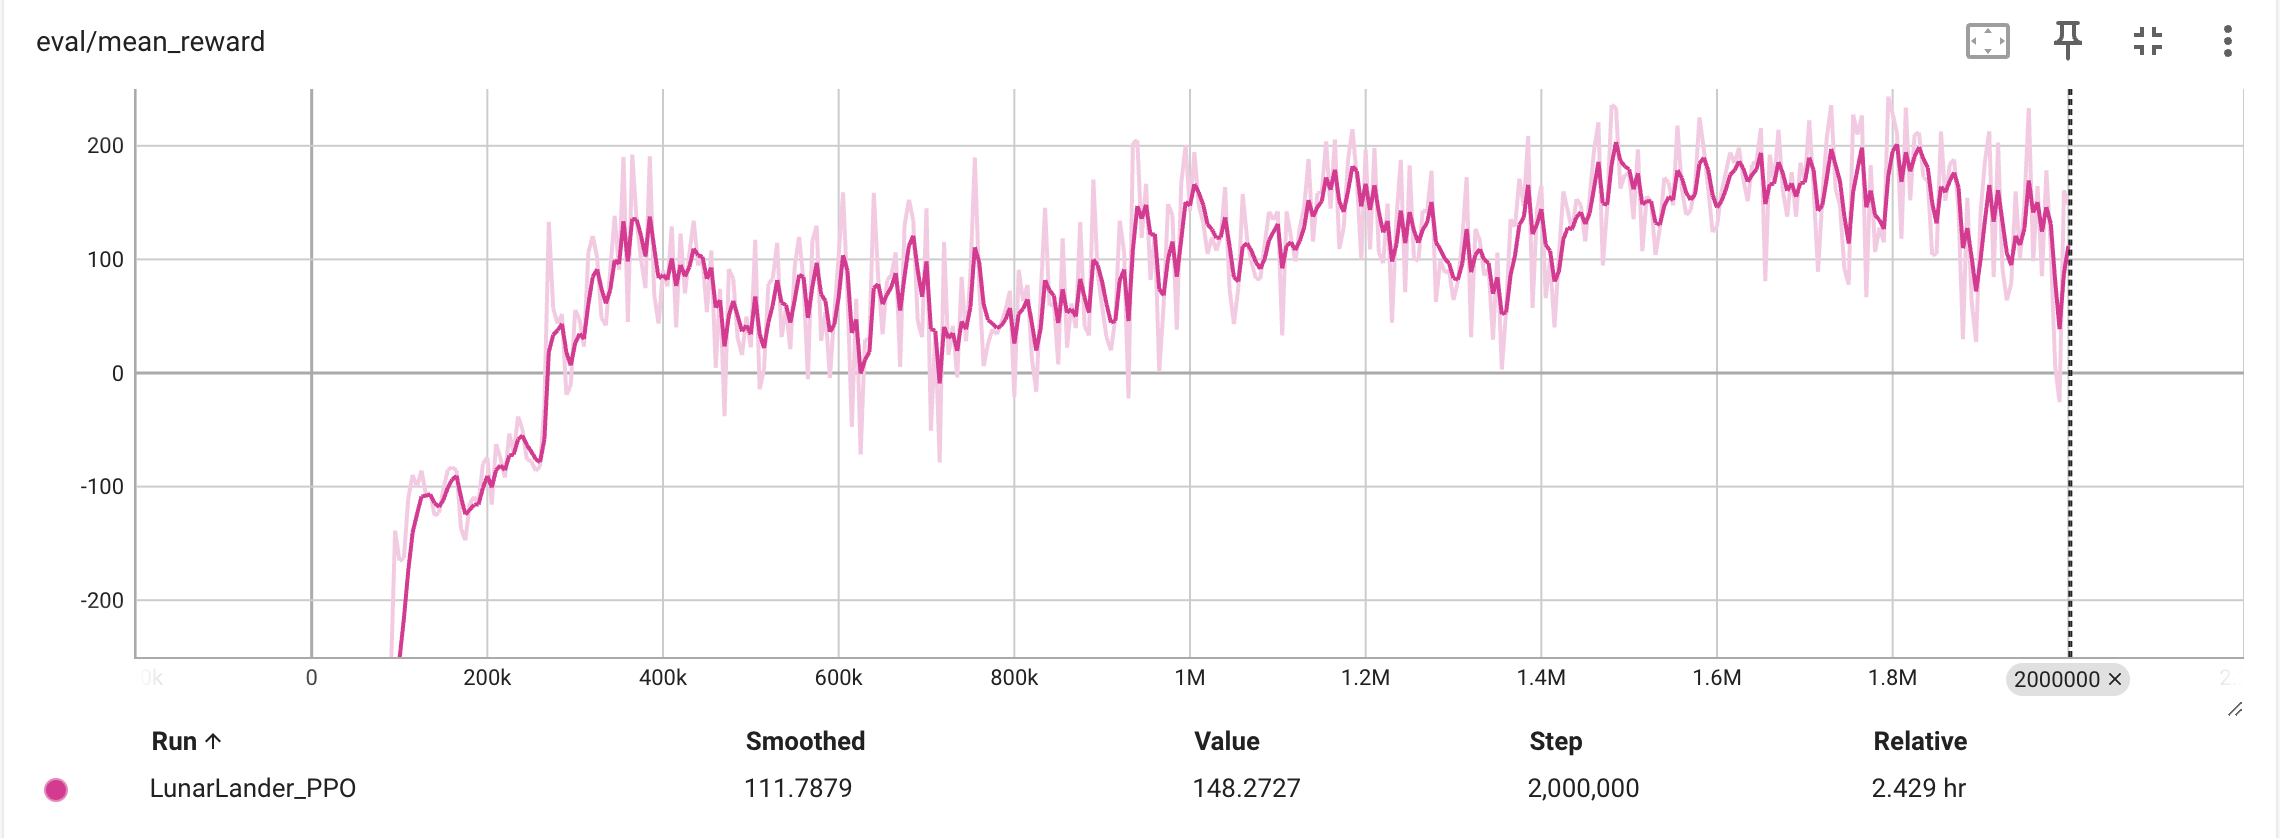 eval/mean_reward
200
100
0
-100
-200
0k 0 200k 400k 600k 800k 1M 1.2M 1.4M 1.6M 1.8M 2000000 × 2...
Run ↑ Smoothed Value Step Relative
LunarLander_PPO 111.7879 148.2727 2,000,000 2.429 hr